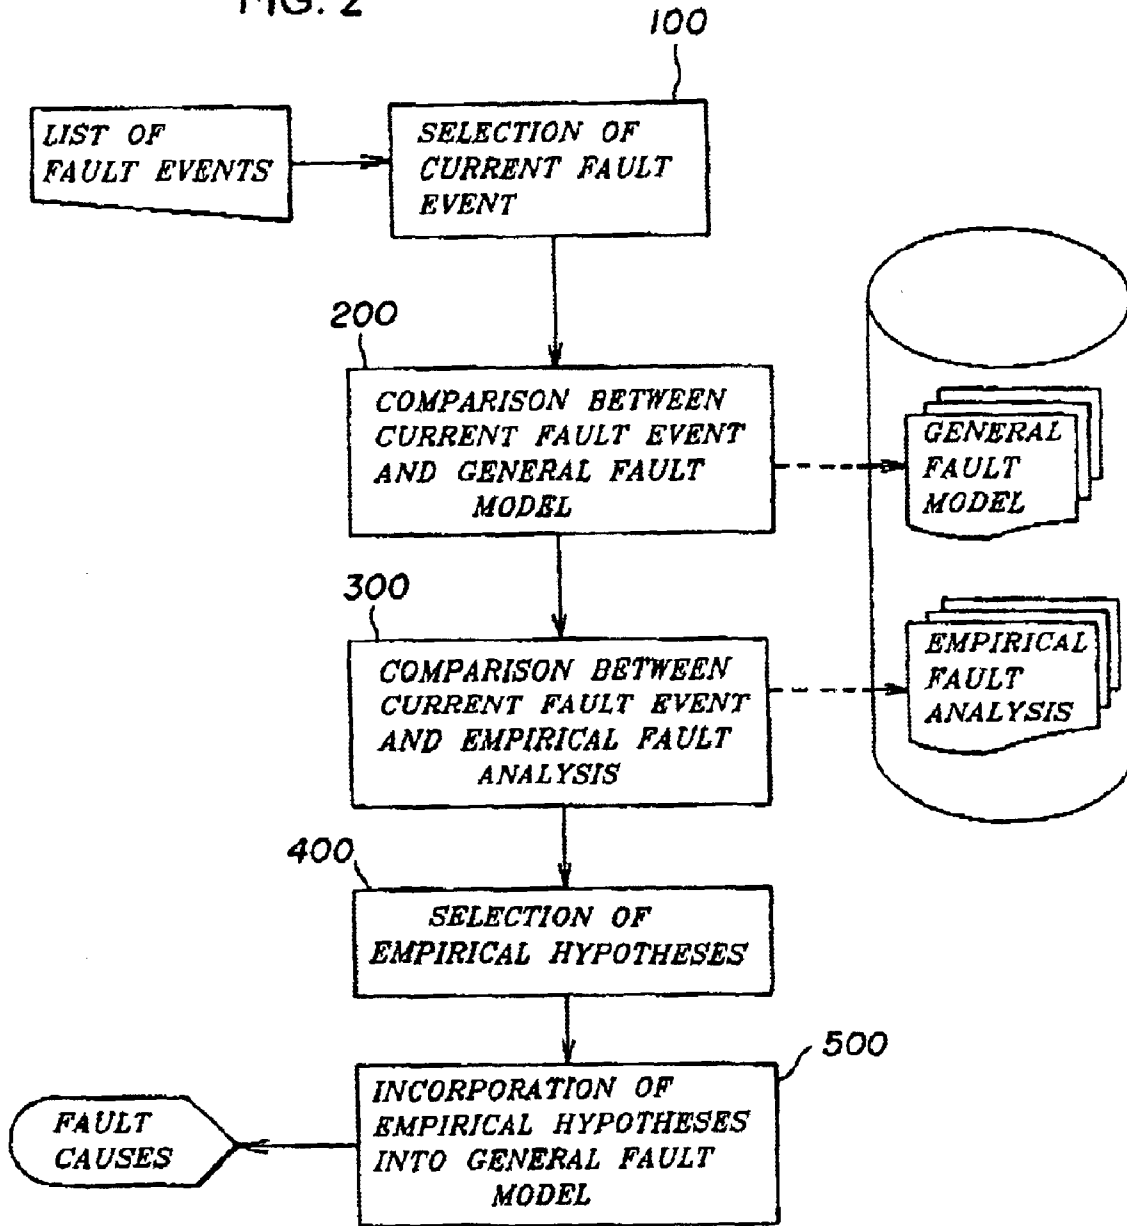 FIG. 2
100
LIST OF
FAULT EVENTS
SELECTION OF
CURRENT FAULT
EVENT
200
COMPARISON BETWEEN
CURRENT FAULT EVENT
AND GENERAL FAULT
MODEL
GENERAL
FAULT
MODEL
300
COMPARISON BETWEEN
CURRENT FAULT EVENT
AND EMPIRICAL FAULT
ANALYSIS
EMPIRICAL
FAULT
ANALYSIS
400
SELECTION OF
EMPIRICAL HYPOTHESES
500
INCORPORATION OF
EMPIRICAL HYPOTHESES
INTO GENERAL FAULT
MODEL
FAULT
CAUSES